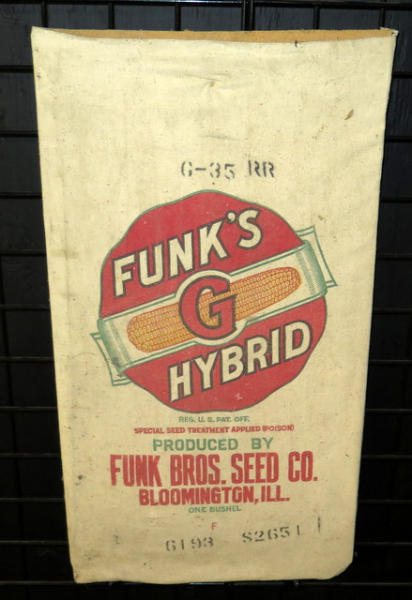 G-35 RR
FUNK'S
G
HYBRID
REG. U. S. PAT. OFF.
SPECIAL SEED TREATMENT APPLIED (POISON)
PRODUCED BY
FUNK BROS. SEED CO.
BLOOMINGTON, ILL.
ONE BUSHEL
F
6193 S2651